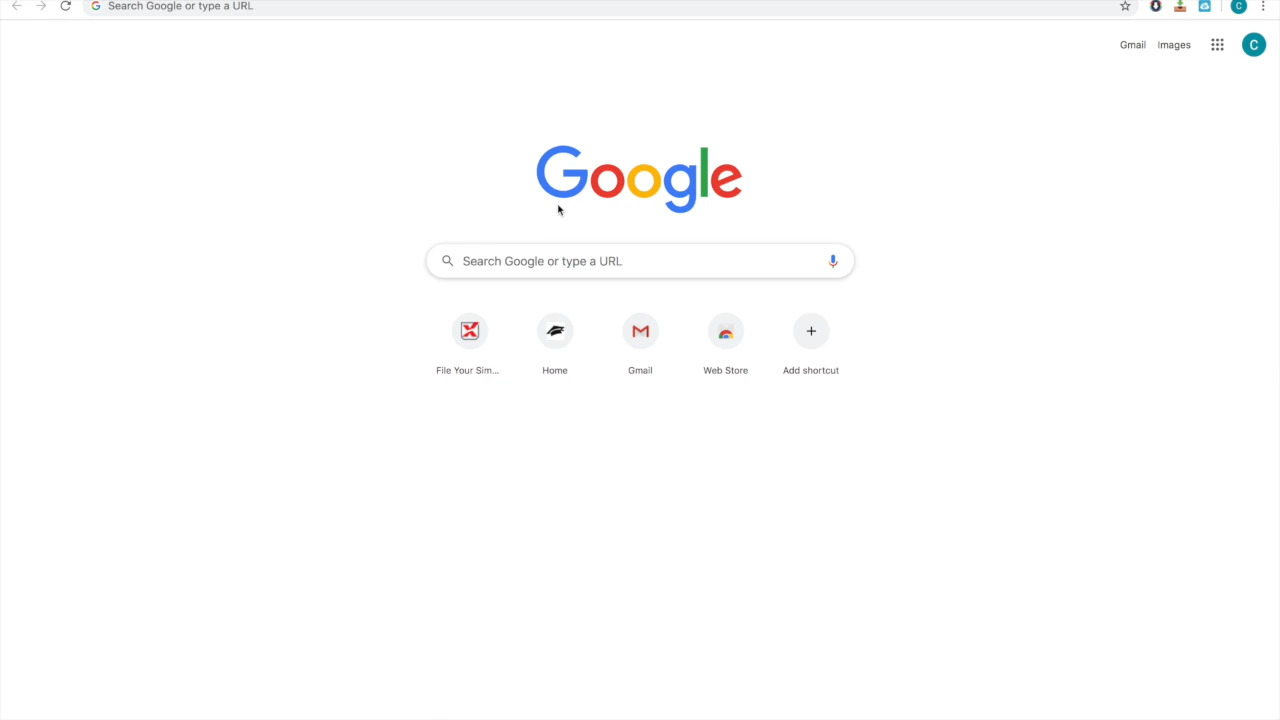 Search Google or type a URL
C
Gmail Images
C
Google
Search Google or type a URL
File Your Sim... Home Gmail Web Store Add shortcut